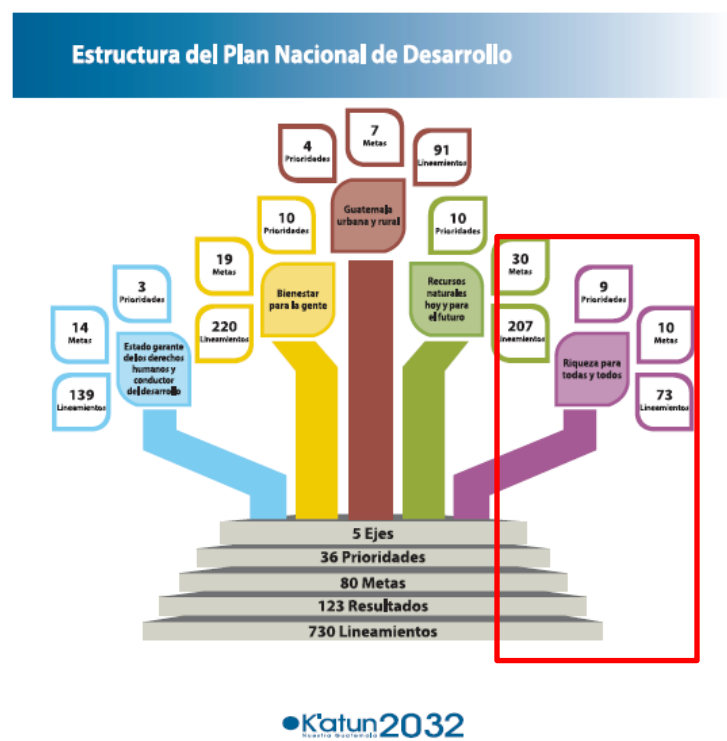 Estructura del Plan Nacional de Desarrollo
7
Metas
4
Prioridades
91
Lineamientos
Guatemala
urbana y rural
10
Prioridades
19
Metas
220
Lineamientos
Bienestar
para la gente
10
Prioridades
30
Metas
207
Lineamientos
Recursos
naturales
hoy y para
el futuro
3
Prioridades
14
Metas
139
Lineamientos
Estado garante
de los derechos
humanos y
conductor
del desarrollo
9
Prioridades
10
Metas
73
Lineamientos
Riqueza para
todas y todos
5 Ejes
36 Prioridades
80 Metas
123 Resultados
730 Lineamientos
K'atun2032
Nuestra Guatemala